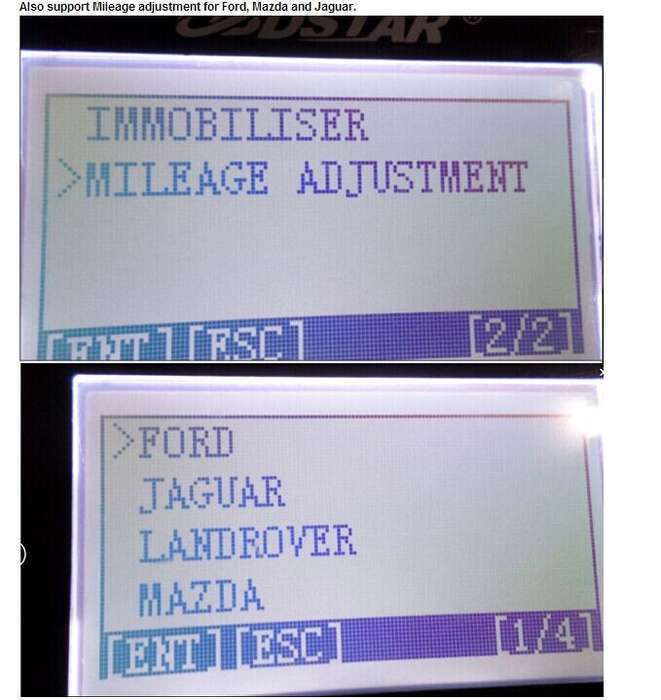 Also support Mileage adjustment for Ford, Mazda and Jaguar.
OBDSTAR®
IMMOBILISER
>MILEAGE ADJUSTMENT
[ENT] [ESC] [2/2]
>FORD
JAGUAR
LANDROVER
MAZDA
[ENT] [ESC] [1/4]